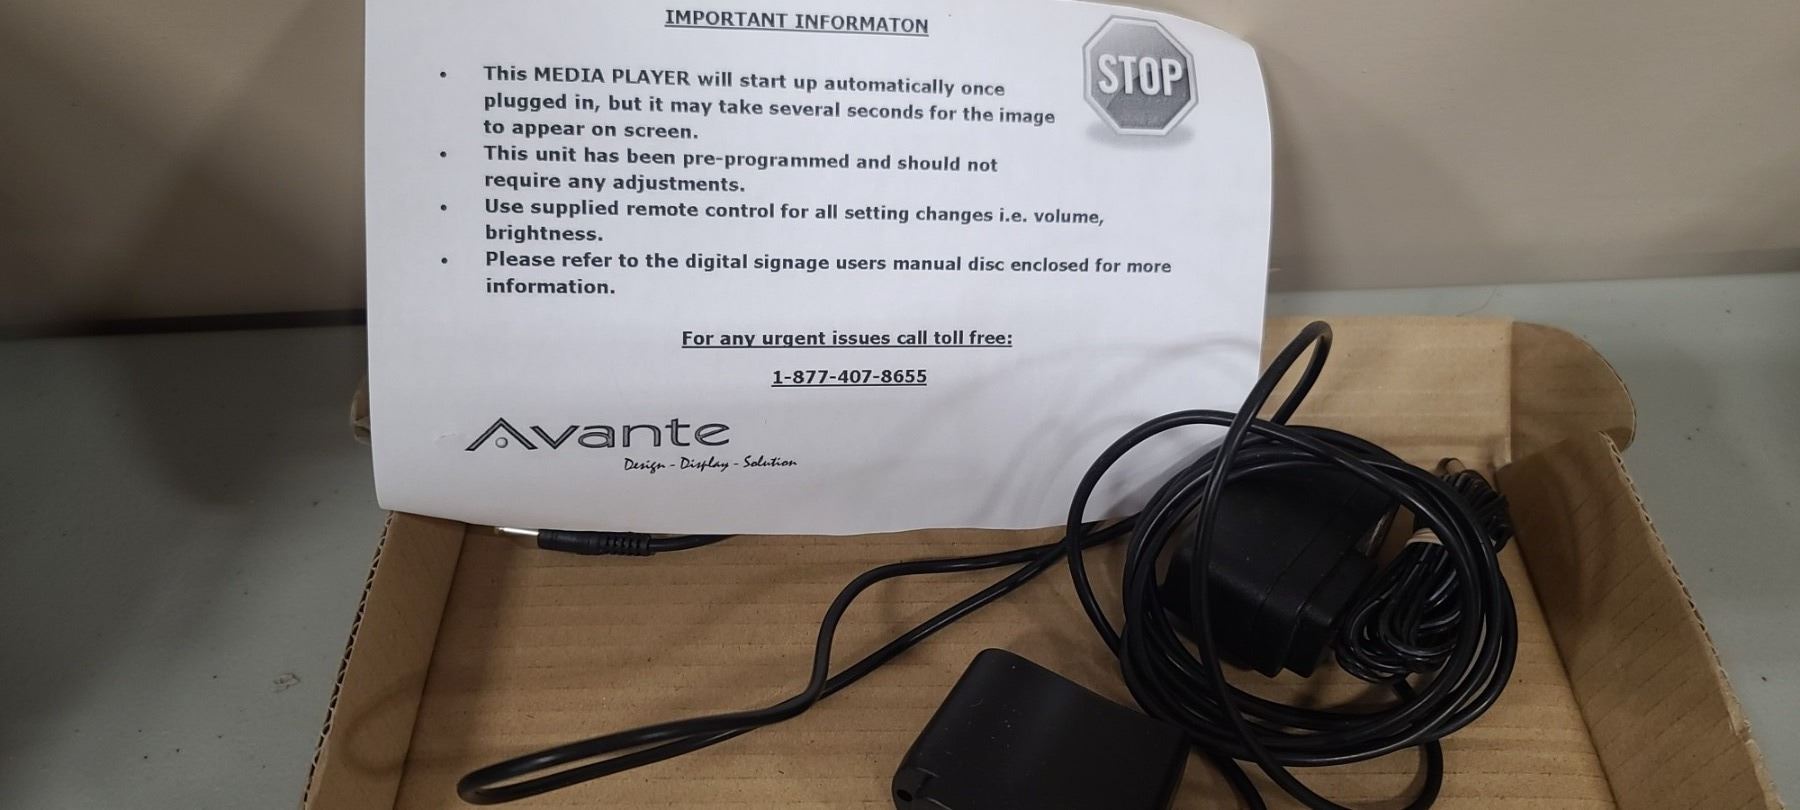 IMPORTANT INFORMATON
STOP
• This MEDIA PLAYER will start up automatically once
plugged in, but it may take several seconds for the image
to appear on screen.
• This unit has been pre-programmed and should not
require any adjustments.
• Use supplied remote control for all setting changes i.e. volume,
brightness.
• Please refer to the digital signage users manual disc enclosed for more
information.
For any urgent issues call toll free:
1-877-407-8655
Avante
Design - Display - Solution